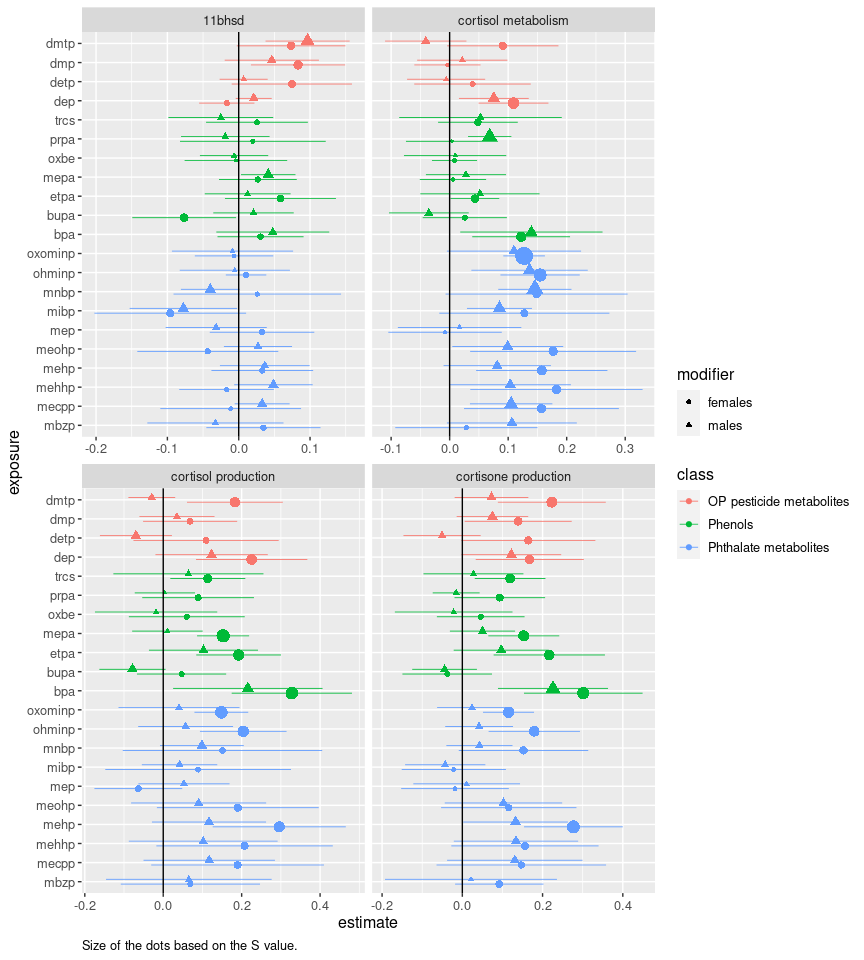 11bhsd
cortisol metabolism
dmtp
dmp
detp
dep
trcs
prpa
oxbe
mepa
etpa
bupa
bpa
oxominp
ohminp
mnbp
mibp
mep
meohp
mehp
mehhp
mecpp
mbzp
-0.2 -0.1 0.0 0.1
-0.1 0.0 0.1 0.2 0.3
cortisol production
cortisone production
dmtp
dmp
detp
dep
trcs
prpa
oxbe
mepa
etpa
bupa
bpa
oxominp
ohminp
mnbp
mibp
mep
meohp
mehp
mehhp
mecpp
mbzp
-0.2 0.0 0.2 0.4
-0.2 0.0 0.2 0.4
exposure
estimate
Size of the dots based on the S value.
modifier
females
males
class
OP pesticide metabolites
Phenols
Phthalate metabolites